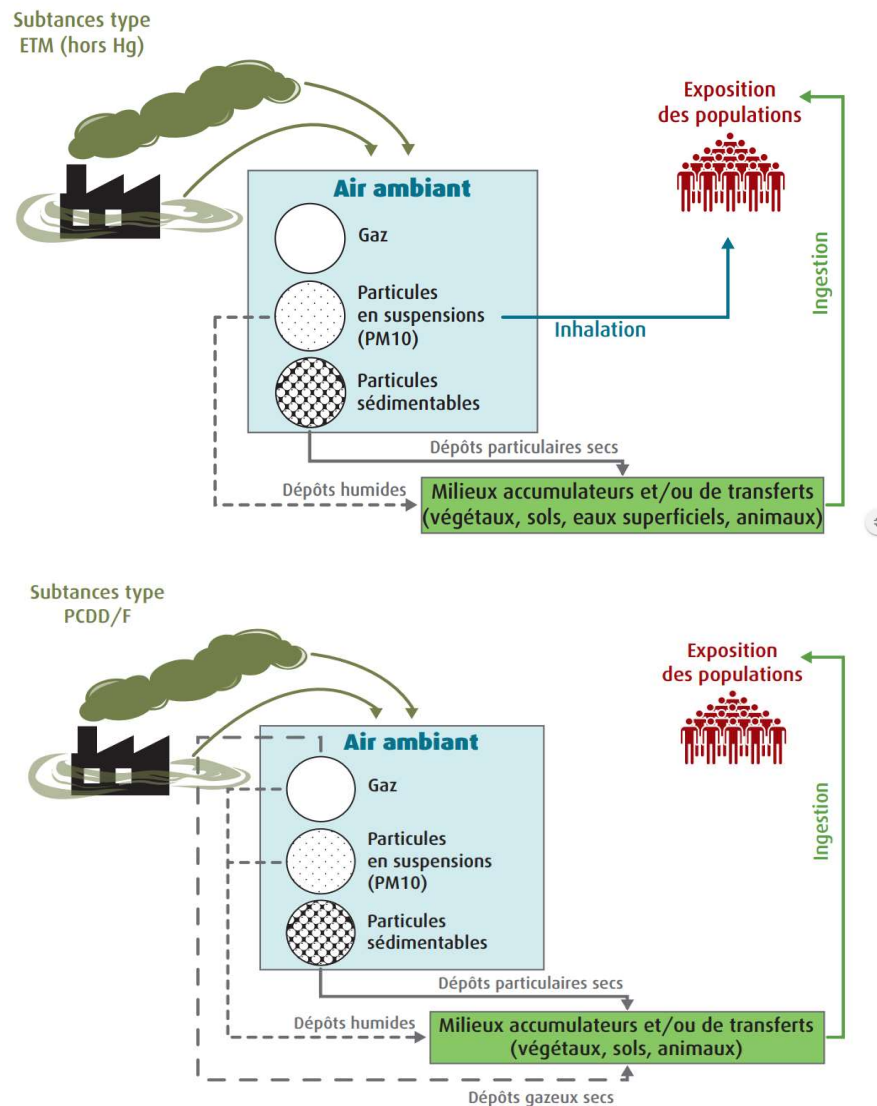 Subtances type
ETM (hors Hg)
Exposition
des populations
Air ambiant
Gaz
Particules
en suspensions
(PM10)
Inhalation
Ingestion
Particules
sédimentables
Dépôts particulaires secs
Dépôts humides
Milieux accumulateurs et/ou de transferts
(végétaux, sols, eaux superficiels, animaux)
Subtances type
PCDD/F
Exposition
des populations
Air ambiant
Gaz
Particules
en suspensions
(PM10)
Ingestion
Particules
sédimentables
Dépôts particulaires secs
Dépôts humides
Milieux accumulateurs et/ou de transferts
(végétaux, sols, animaux)
Dépôts gazeux secs